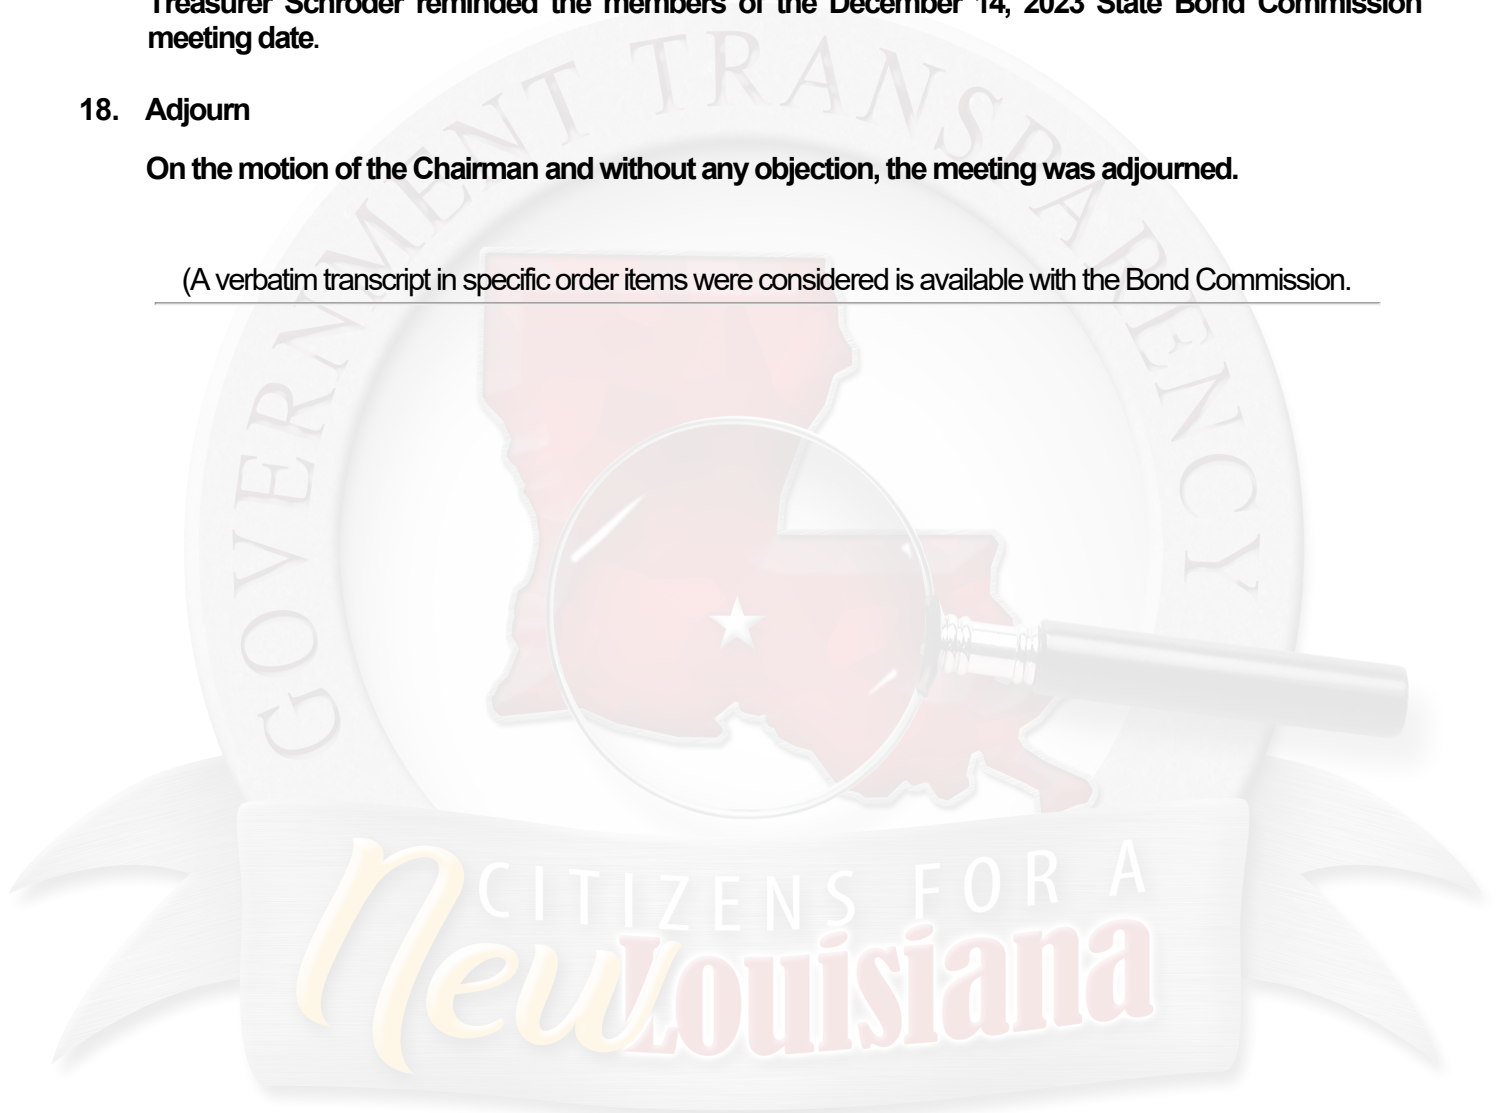 Treasurer Schroder reminded the members of the December 14, 2023 State Bond Commission
meeting date.
18. Adjourn
On the motion of the Chairman and without any objection, the meeting was adjourned.
(A verbatim transcript in specific order items were considered is available with the Bond Commission.
GOVERNMENT TRANSPARENCY
CITIZENS FOR A
New Louisiana